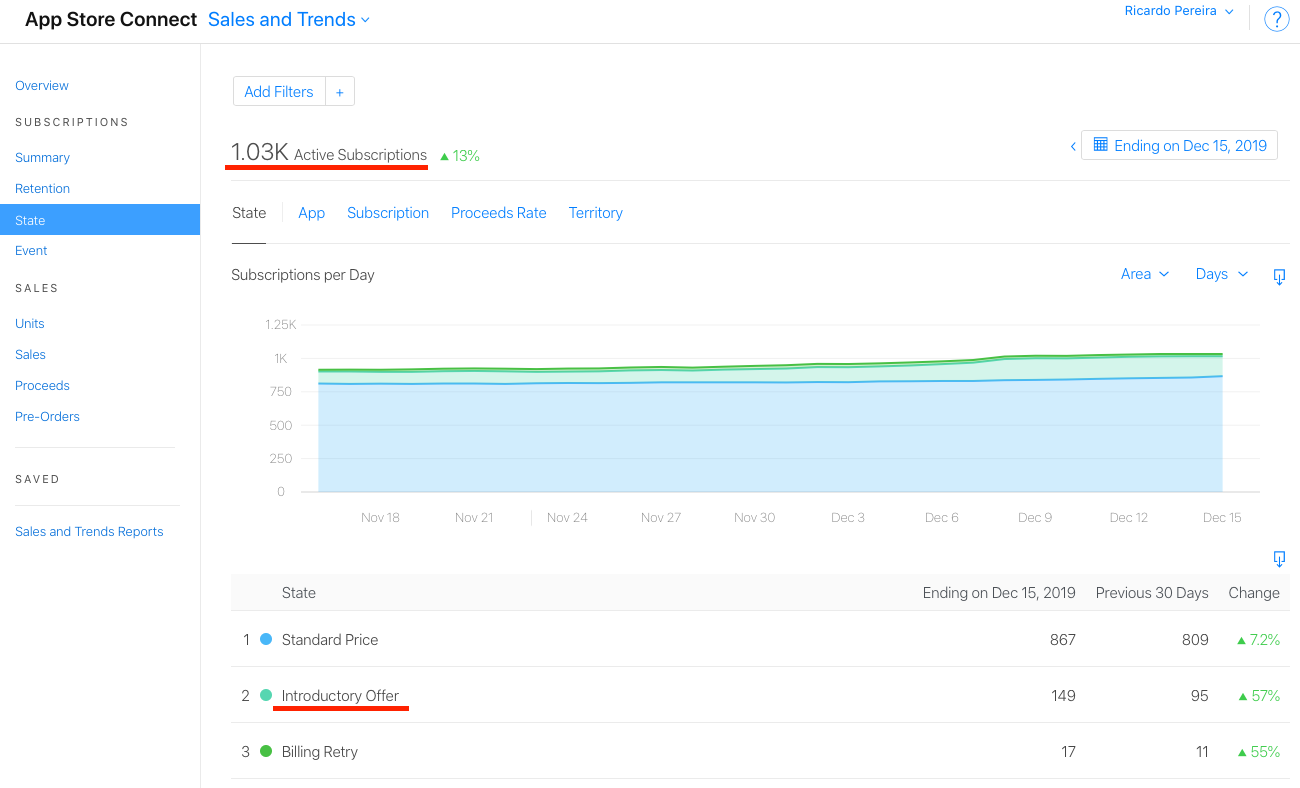 App Store Connect Sales and Trends
Ricardo Pereira
?
Overview
SUBSCRIPTIONS
Summary
Retention
State
Event
SALES
Units
Sales
Proceeds
Pre-Orders
SAVED
Sales and Trends Reports
Add Filters +
1.03K Active Subscriptions ▲ 13%
Ending on Dec 15, 2019
State App Subscription Proceeds Rate Territory
Subscriptions per Day
Area Days
1.25K
1K
750
500
250
0
Nov 18 Nov 21 Nov 24 Nov 27 Nov 30 Dec 3 Dec 6 Dec 9 Dec 12 Dec 15
State Ending on Dec 15, 2019 Previous 30 Days Change
1 Standard Price 867 809 ▲ 7.2%
2 Introductory Offer 149 95 ▲ 57%
3 Billing Retry 17 11 ▲ 55%